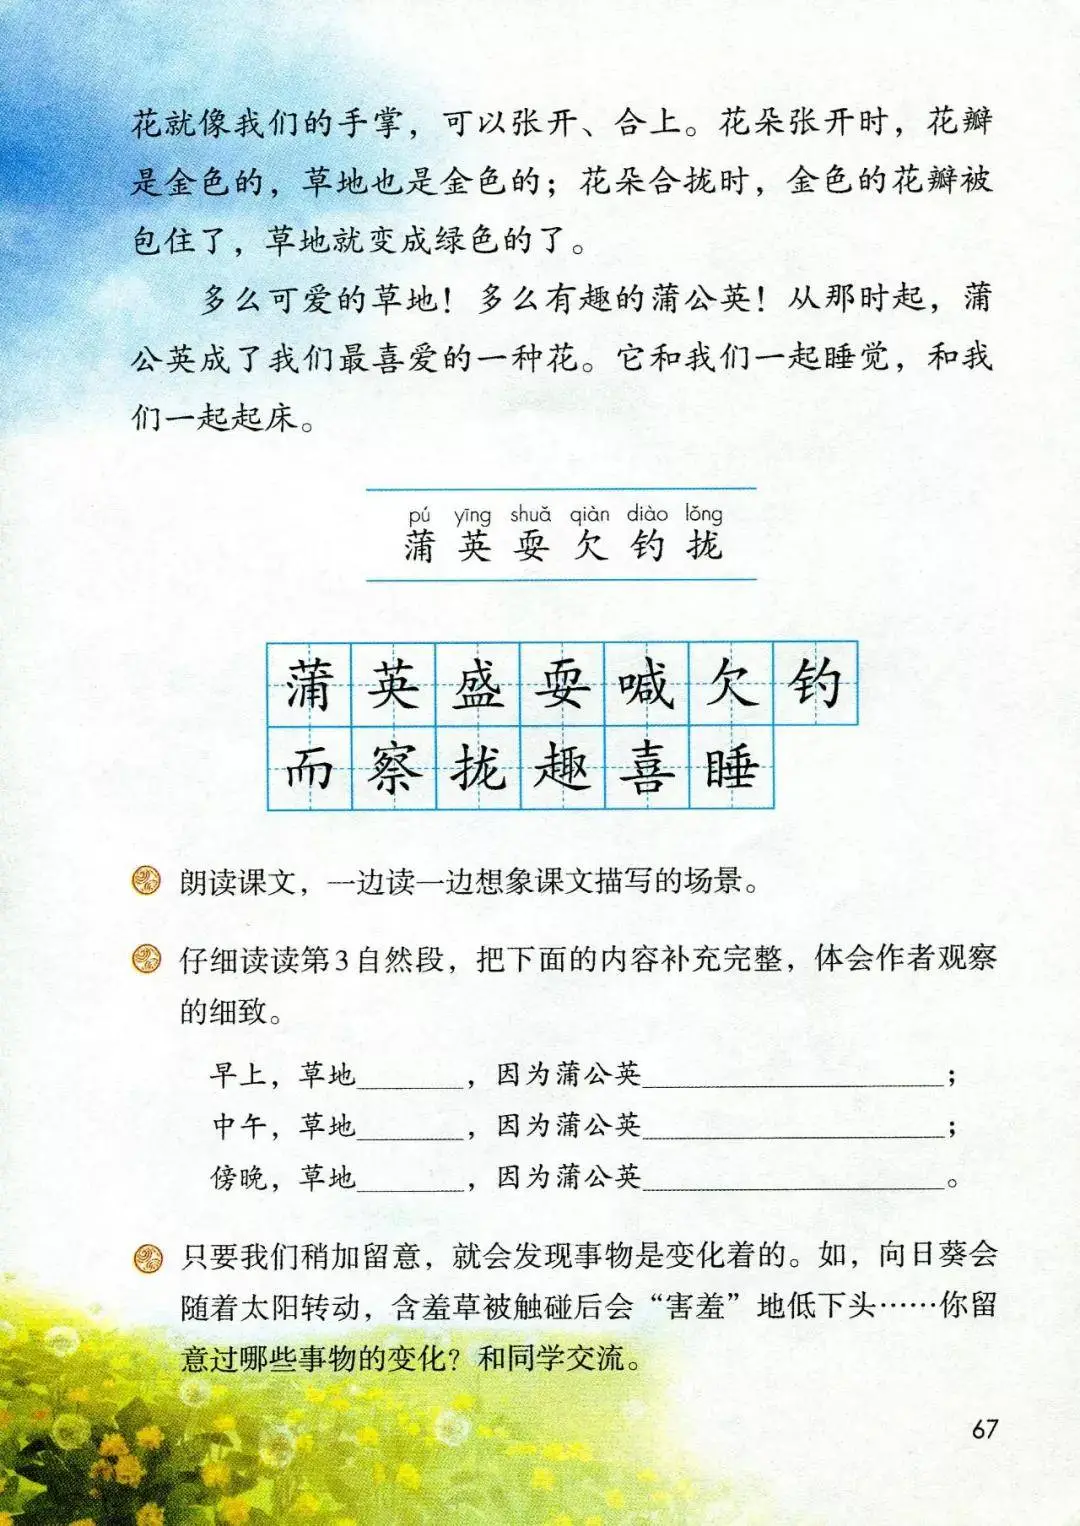 花就像我们的手掌，可以张开、合上。花朵张开时，花瓣
是金色的，草地也是金色的；花朵合拢时，金色的花瓣被
包住了，草地就变成绿色的了。
多么可爱的草地！多么有趣的蒲公英！从那时起，蒲
公英成了我们最喜爱的一种花。它和我们一起睡觉，和我
们一起起床。
pú yīng shuǎ qiàn diào lǒng
蒲 英 耍 欠 钓 拢
蒲 英 盛 耍 喊 欠 钓
而 察 拢 趣 喜 睡
朗读课文，一边读一边想象课文描写的场景。
仔细读读第3自然段，把下面的内容补充完整，体会作者观察
的细致。
早上，草地________，因为蒲公英____________________；
中午，草地________，因为蒲公英____________________；
傍晚，草地________，因为蒲公英____________________。
只要我们稍加留意，就会发现事物是变化着的。如，向日葵会
随着太阳转动，含羞草被触碰后会“害羞”地低下头……你留
意过哪些事物的变化？和同学交流。
67